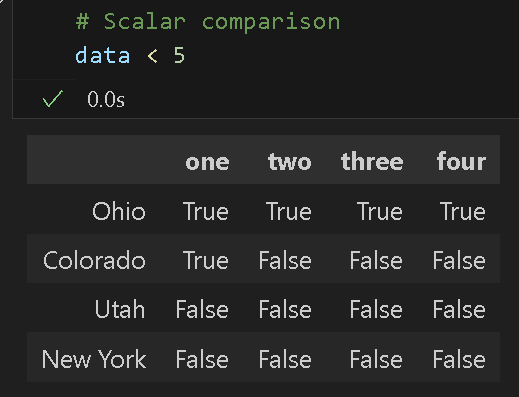 # Scalar comparison
data < 5
0.0s
one two three four
Ohio True True True True
Colorado True False False False
Utah False False False False
New York False False False False